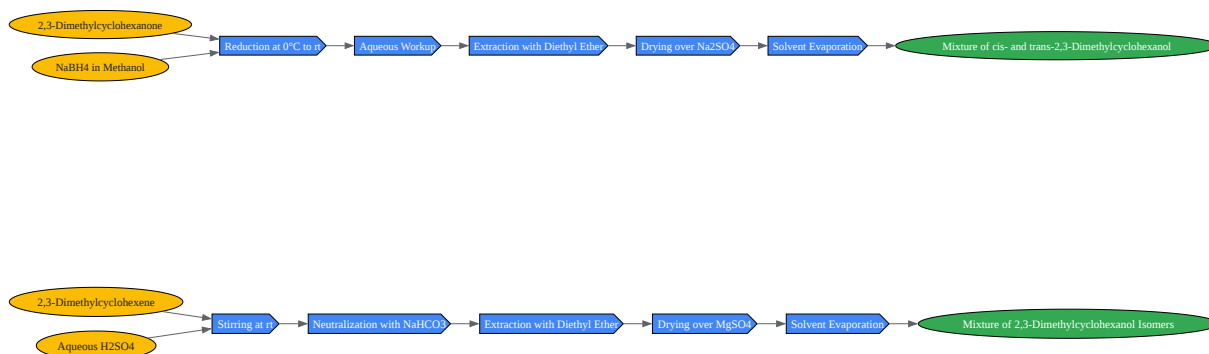 2,3-Dimethylcyclohexanone
NaBH4 in Methanol
Reduction at 0°C to rt
Aqueous Workup
Extraction with Diethyl Ether
Drying over Na2SO4
Solvent Evaporation
Mixture of cis- and trans-2,3-Dimethylcyclohexanol
2,3-Dimethylcyclohexene
Aqueous H2SO4
Stirring at rt
Neutralization with NaHCO3
Extraction with Diethyl Ether
Drying over MgSO4
Solvent Evaporation
Mixture of 2,3-Dimethylcyclohexanol Isomers